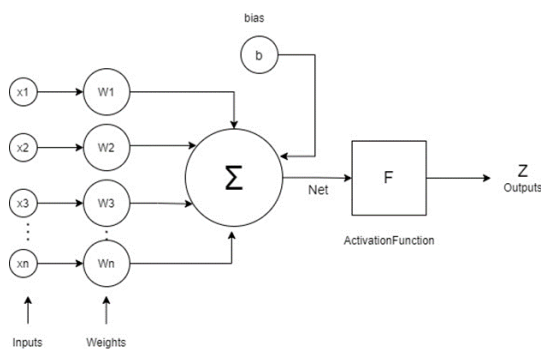 bias
b
x1
W1
x2
W2
Σ
F
Z
Outputs
Net
x3
W3
ActivationFunction
xn
Wn
Inputs
Weights